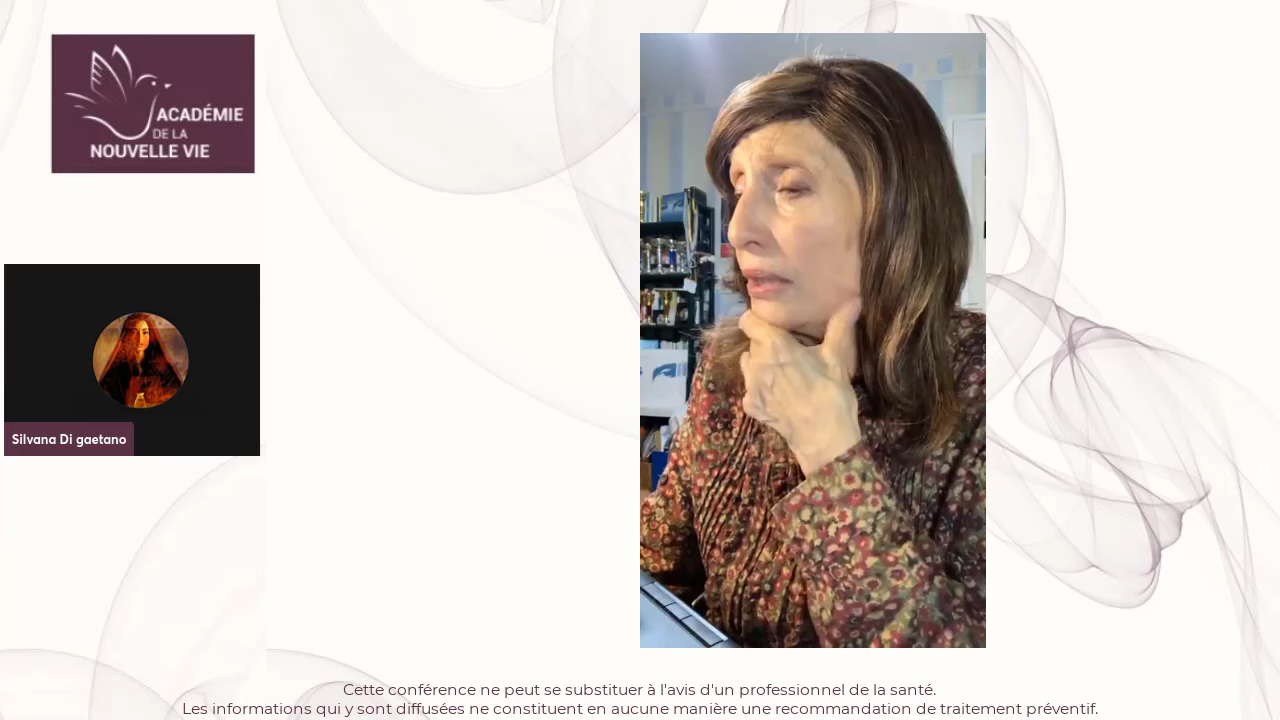 ACADÉMIE
DE LA
NOUVELLE VIE
Silvana Di gaetano
Cette conférence ne peut se substituer à l'avis d'un professionnel de la santé.
Les informations qui y sont diffusées ne constituent en aucune manière une recommandation de traitement préventif.